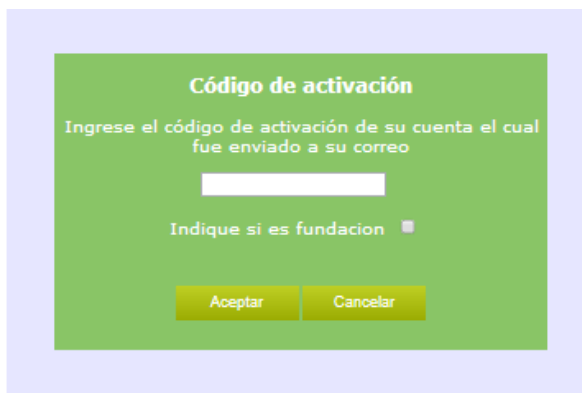 Código de activación
Ingrese el código de activación de su cuenta el cual
fue enviado a su correo
Indique si es fundacion
Aceptar Cancelar